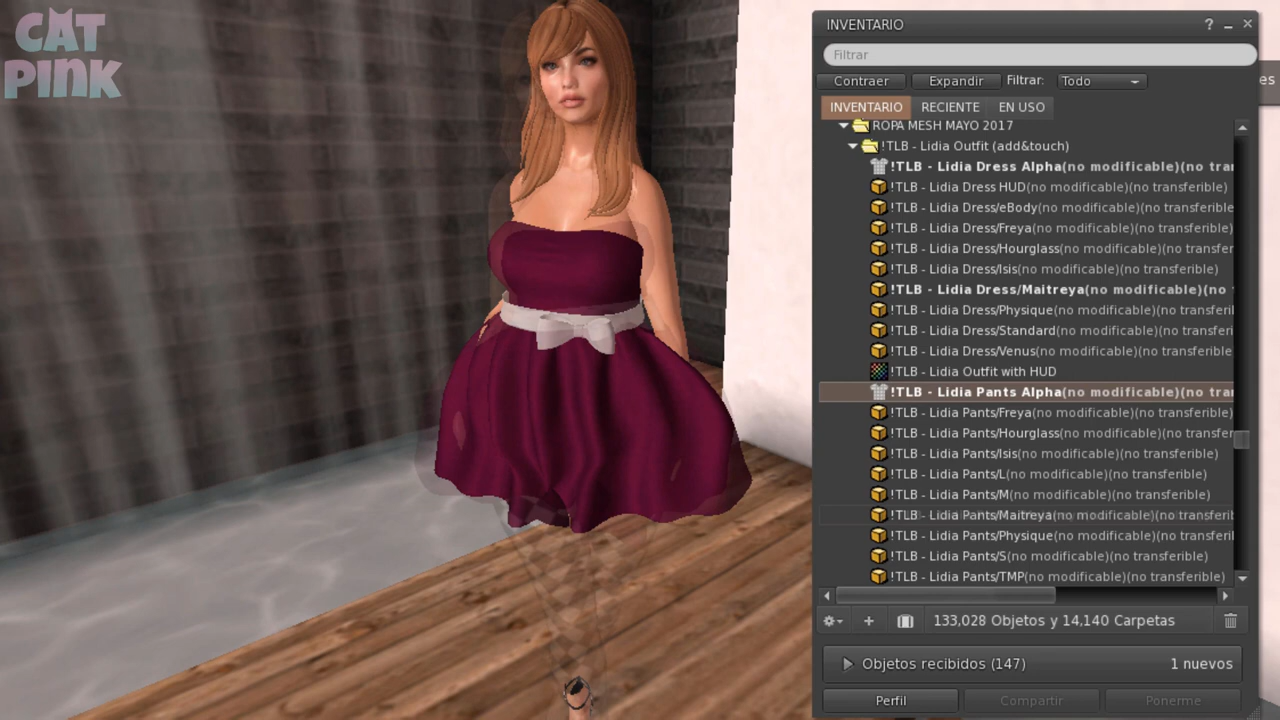 CAT
PINK
INVENTARIO
Filtrar
Contraer Expandir Filtrar: Todo
es
INVENTARIO RECIENTE EN USO
ROPA MESH MAYO 2017
!TLB - Lidia Outfit (add&touch)
!TLB - Lidia Dress Alpha(no modificable)(no tra
!TLB - Lidia Dress HUD(no modificable)(no transferible)
!TLB - Lidia Dress/eBody(no modificable)(no transferible
!TLB - Lidia Dress/Freya(no modificable)(no transferible)
!TLB - Lidia Dress/Hourglass(no modificable)(no transfer
!TLB - Lidia Dress/Isis(no modificable)(no transferible)
!TLB - Lidia Dress/Maitreya(no modificable)(no
!TLB - Lidia Dress/Physique(no modificable)(no transferi
!TLB - Lidia Dress/Standard(no modificable)(no transferi
!TLB - Lidia Dress/Venus(no modificable)(no transferible
!TLB - Lidia Outfit with HUD
!TLB - Lidia Pants Alpha(no modificable)(no tra
!TLB - Lidia Pants/Freya(no modificable)(no transferible)
!TLB - Lidia Pants/Hourglass(no modificable)(no transfer
!TLB - Lidia Pants/Isis(no modificable)(no transferible)
!TLB - Lidia Pants/L(no modificable)(no transferible)
!TLB - Lidia Pants/M(no modificable)(no transferible)
!TLB - Lidia Pants/Maitreya(no modificable)(no transferib
!TLB - Lidia Pants/Physique(no modificable)(no transferi
!TLB - Lidia Pants/S(no modificable)(no transferible)
!TLB - Lidia Pants/TMP(no modificable)(no transferible)
133,028 Objetos y 14,140 Carpetas
Objetos recibidos (147) 1 nuevos
Perfil Compartir Ponerme